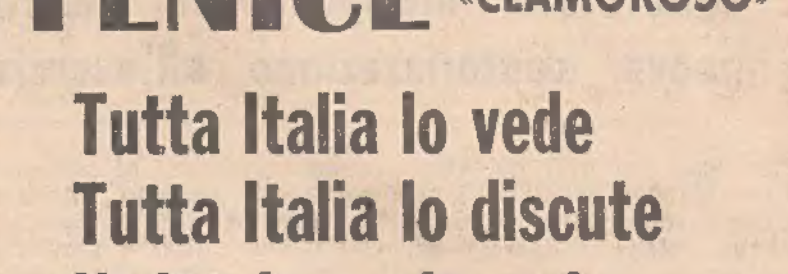 FENICE «CLAMOROSO»
Tutta Italia lo vede
Tutta Italia lo discute